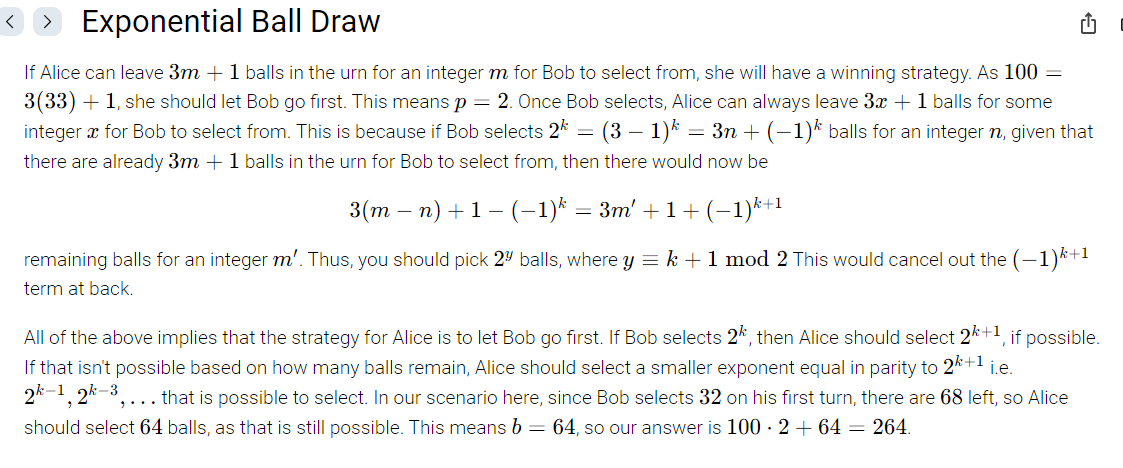 Exponential Ball Draw
If Alice can leave 3m + 1 balls in the urn for an integer m for Bob to select from, she will have a winning strategy. As 100 =
3(33) + 1, she should let Bob go first. This means p = 2. Once Bob selects, Alice can always leave 3x + 1 balls for some
integer x for Bob to select from. This is because if Bob selects 2^k = (3 − 1)^k = 3n + (−1)^k balls for an integer n, given that
there are already 3m + 1 balls in the urn for Bob to select from, then there would now be
3(m − n) + 1 − (−1)^k = 3m′ + 1 + (−1)^{k+1}
remaining balls for an integer m′. Thus, you should pick 2^y balls, where y ≡ k + 1 mod 2 This would cancel out the (−1)^{k+1}
term at back.
All of the above implies that the strategy for Alice is to let Bob go first. If Bob selects 2^k, then Alice should select 2^{k+1}, if possible.
If that isn't possible based on how many balls remain, Alice should select a smaller exponent equal in parity to 2^{k+1} i.e.
2^{k−1}, 2^{k−3}, . . . that is possible to select. In our scenario here, since Bob selects 32 on his first turn, there are 68 left, so Alice
should select 64 balls, as that is still possible. This means b = 64, so our answer is 100 · 2 + 64 = 264.